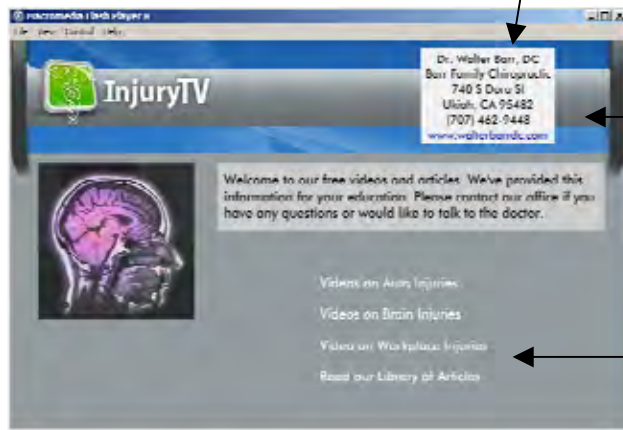 Macromedia Flash Player 8
File View Control Help
InjuryTV
Dr. Walter Barr, DC
Barr Family Chiropractic
740 S Dora St
Ukiah, CA 95482
(707) 462-9448
www.walterbarrdc.com
Welcome to our free videos and articles. We've provided this
information for your education. Please contact our office if you
have any questions or would like to talk to the doctor.
Videos on Auto Injuries
Videos on Brain Injuries
Video on Workplace Injuries
Read our Library of Articles